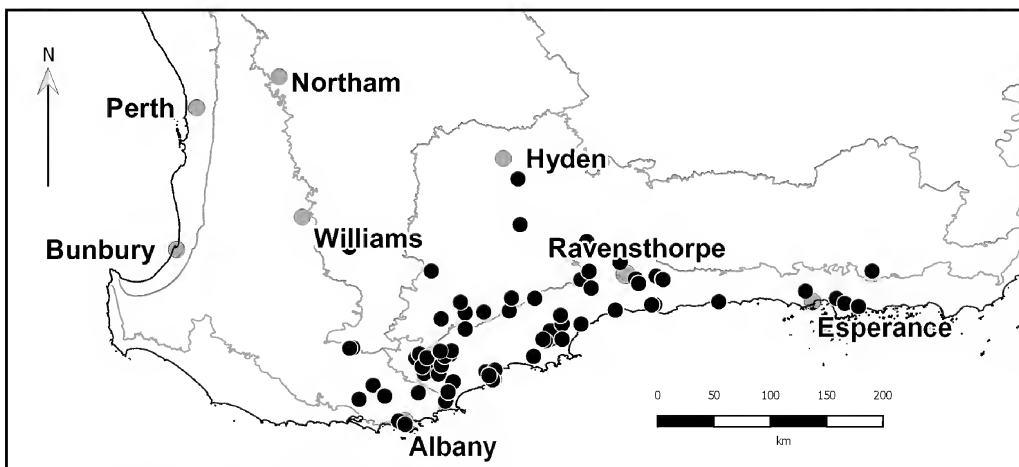 N
Northam
Perth
Hyden
Williams
Bunbury
Ravensthorpe
Esperance
0 50 100 150 200
km
Albany